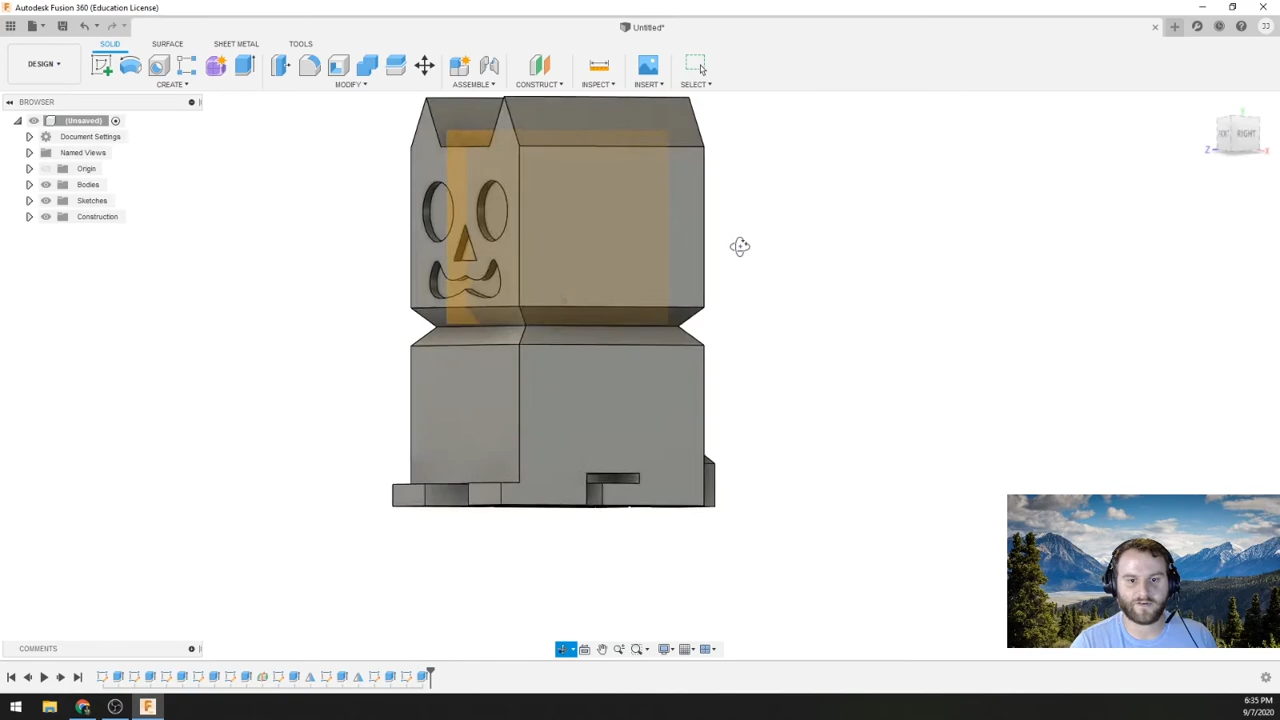 Autodesk Fusion 360 (Education License)
Untitled*
JJ
SOLID SURFACE SHEET METAL TOOLS
DESIGN
CREATE MODIFY ASSEMBLE CONSTRUCT INSPECT INSERT SELECT
BROWSER
(Unsaved)
Document Settings
Named Views
Origin
Bodies
Sketches
Construction
Y
RIGHT
Z X
COMMENTS
6:35 PM
9/7/2020